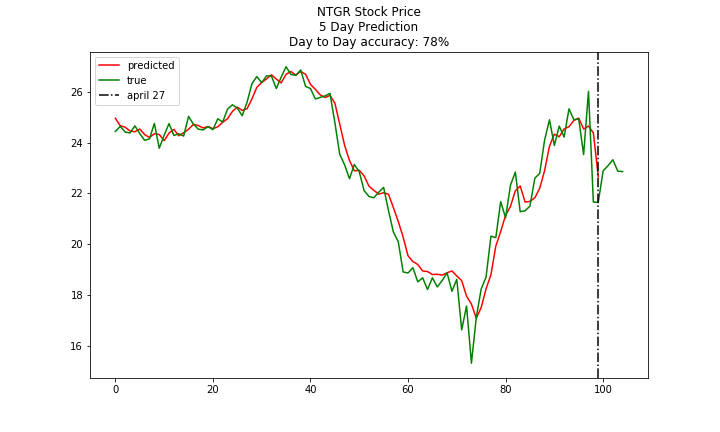 NTGR Stock Price
5 Day Prediction
Day to Day accuracy: 78%
predicted
true
april 27
26
24
22
20
18
16
0
20
40
60
80
100